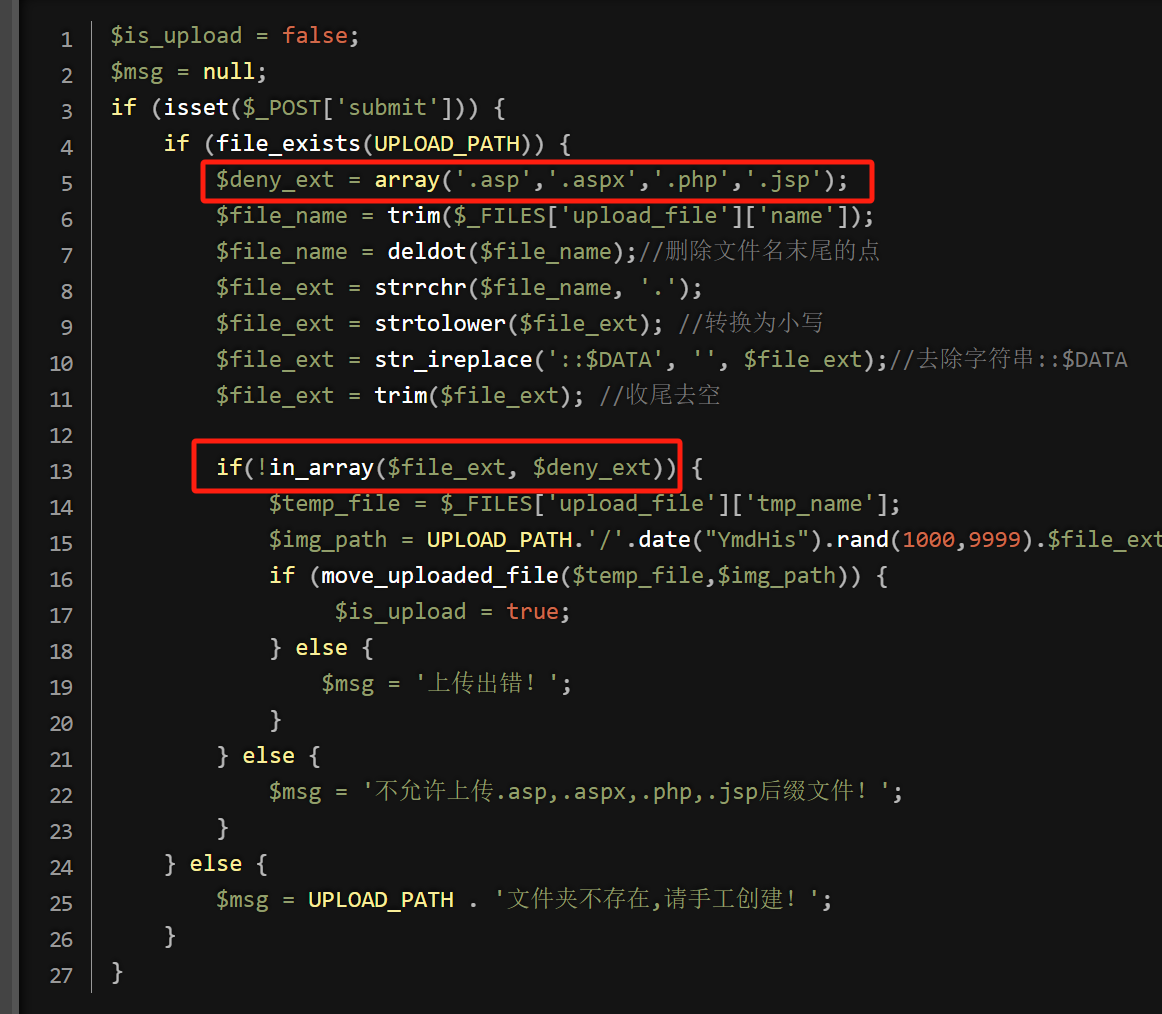 1 $is_upload = false;
2 $msg = null;
3 if (isset($_POST['submit'])) {
4 if (file_exists(UPLOAD_PATH)) {
5 $deny_ext = array('.asp','.aspx','.php','.jsp');
6 $file_name = trim($_FILES['upload_file']['name']);
7 $file_name = deldot($file_name);//删除文件名末尾的点
8 $file_ext = strrchr($file_name, '.');
9 $file_ext = strtolower($file_ext); //转换为小写
10 $file_ext = str_ireplace('::$DATA', '', $file_ext);//去除字符串::$DATA
11 $file_ext = trim($file_ext); //收尾去空
12
13 if(!in_array($file_ext, $deny_ext)) {
14 $temp_file = $_FILES['upload_file']['tmp_name'];
15 $img_path = UPLOAD_PATH.'/'.date("YmdHis").rand(1000,9999).$file_ext
16 if (move_uploaded_file($temp_file,$img_path)) {
17 $is_upload = true;
18 } else {
19 $msg = '上传出错！';
20 }
21 } else {
22 $msg = '不允许上传.asp,.aspx,.php,.jsp后缀文件！';
23 }
24 } else {
25 $msg = UPLOAD_PATH . '文件夹不存在,请手工创建！';
26 }
27 }